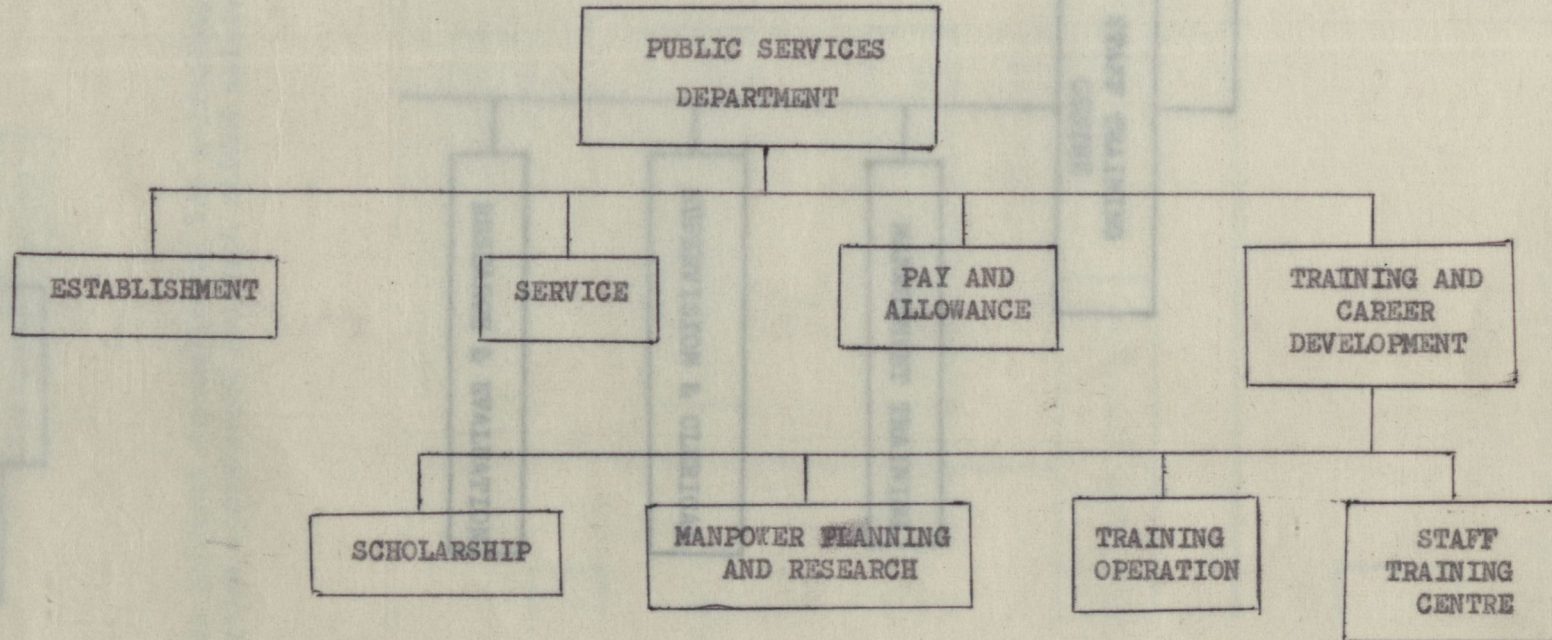 PUBLIC SERVICES
DEPARTMENT
ESTABLISHMENT
SERVICE
PAY AND
ALLOWANCE
TRAINING AND
CAREER
DEVELOPMENT
SCHOLARSHIP
MANPOWER PLANNING
AND RESEARCH
TRAINING
OPERATION
STAFF
TRAINING
CENTRE